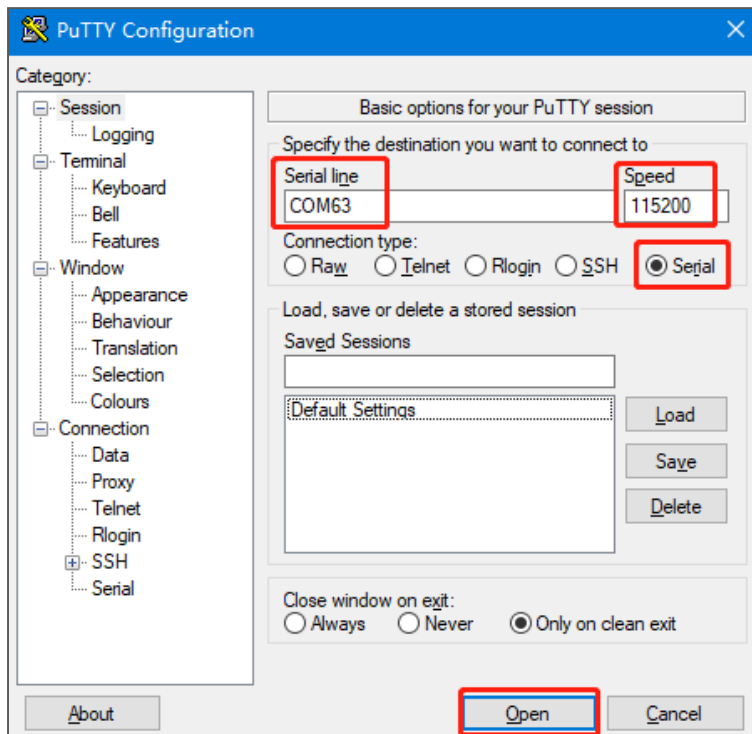 PuTTY Configuration
Category:
Session
Logging
Terminal
Keyboard
Bell
Features
Window
Appearance
Behaviour
Translation
Selection
Colours
Connection
Data
Proxy
Telnet
Rlogin
SSH
Serial
Basic options for your PuTTY session
Specify the destination you want to connect to
Serial line Speed
COM63 115200
Connection type:
Raw Telnet Rlogin SSH Serial
Load, save or delete a stored session
Saved Sessions
Default Settings
Load
Save
Delete
Close window on exit:
Always Never Only on clean exit
About Open Cancel